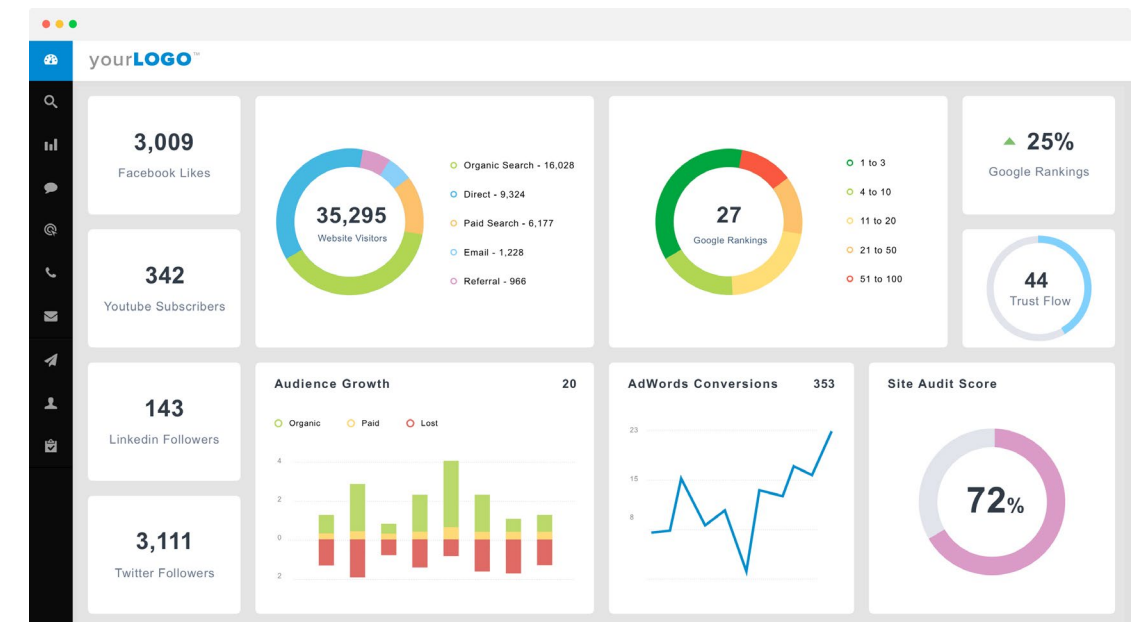 yourLOGO™
3,009
Facebook Likes
342
Youtube Subscribers
143
Linkedin Followers
3,111
Twitter Followers
35,295
Website Visitors
Organic Search - 16,028
Direct - 9,324
Paid Search - 6,177
Email - 1,228
Referral - 966
27
Google Rankings
1 to 3
4 to 10
11 to 20
21 to 50
51 to 100
25%
Google Rankings
44
Trust Flow
Audience Growth 20
Organic Paid Lost
4
2
0
2
AdWords Conversions 353
23
15
8
Site Audit Score
72%